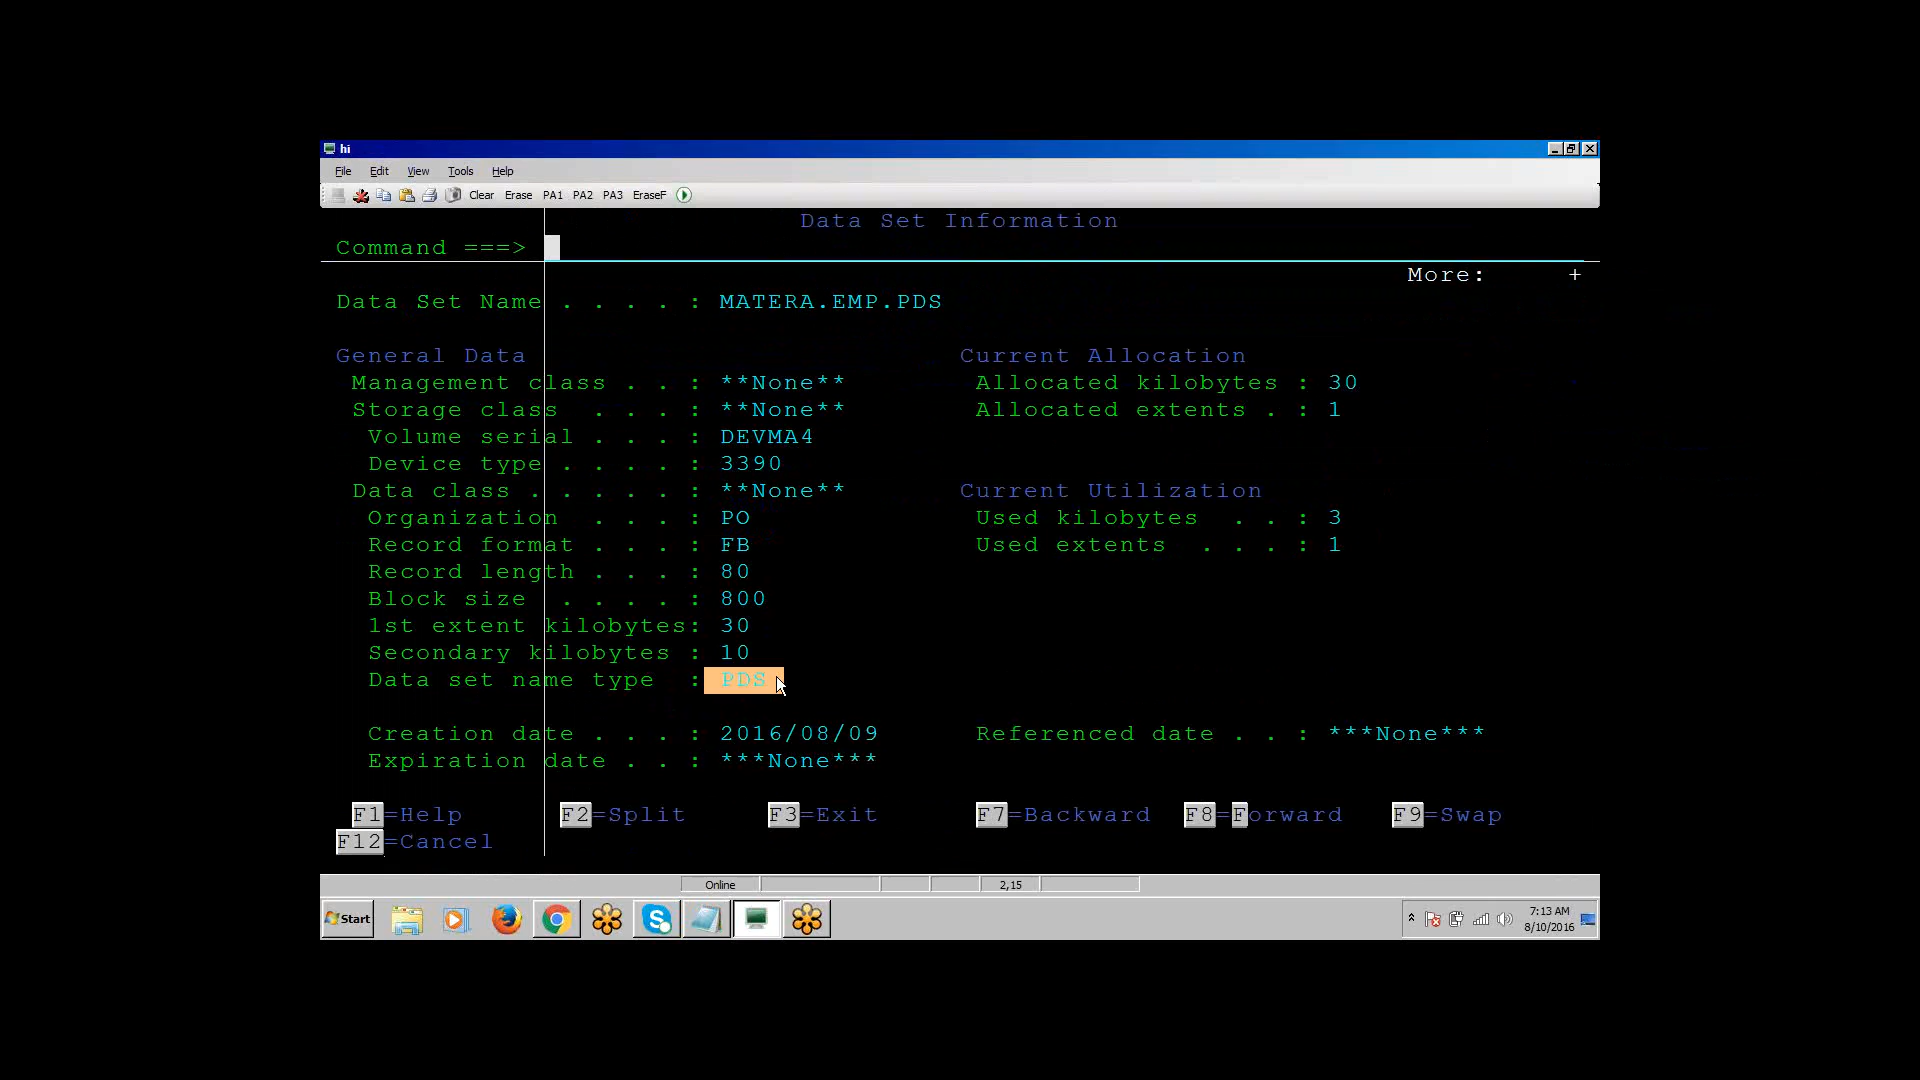 hi
File Edit View Tools Help
Clear Erase PA1 PA2 PA3 EraseF
Data Set Information
Command ===>
More: +
Data Set Name . . . . : MATERA.EMP.PDS
General Data Current Allocation
Management class . . : **None** Allocated kilobytes : 30
Storage class . . . : **None** Allocated extents . : 1
Volume serial . . . : DEVMA4
Device type . . . . : 3390
Data class . . . . . : **None** Current Utilization
Organization . . . : PO Used kilobytes . . : 3
Record format . . . : FB Used extents . . . : 1
Record length . . . : 80
Block size . . . . : 800
1st extent kilobytes: 30
Secondary kilobytes : 10
Data set name type : PDS
Creation date . . . : 2016/08/09 Referenced date . . : ***None***
Expiration date . . : ***None***
F1=Help F2=Split F3=Exit F7=Backward F8=Forward F9=Swap
F12=Cancel
Online 2,15
Start 7:13 AM
8/10/2016